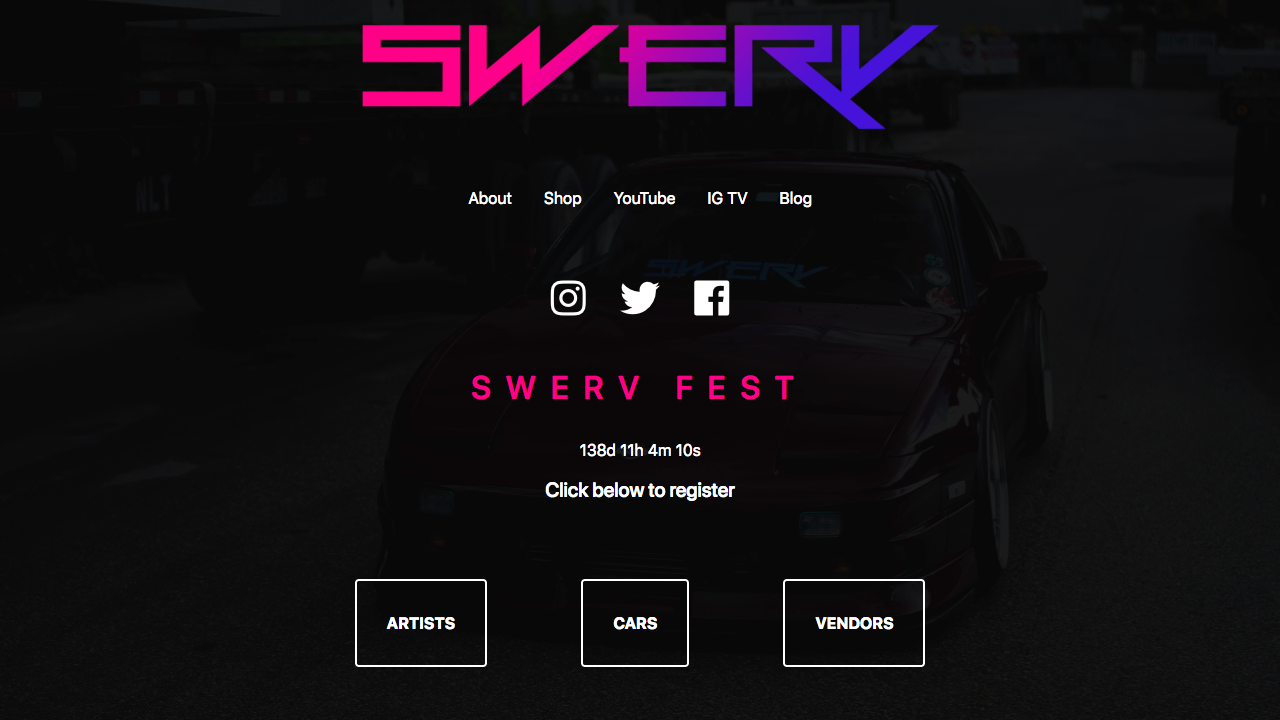 SWERV
About Shop YouTube IG TV Blog
SWERV
SWERV FEST
138d 11h 4m 10s
Click below to register
ARTISTS CARS VENDORS